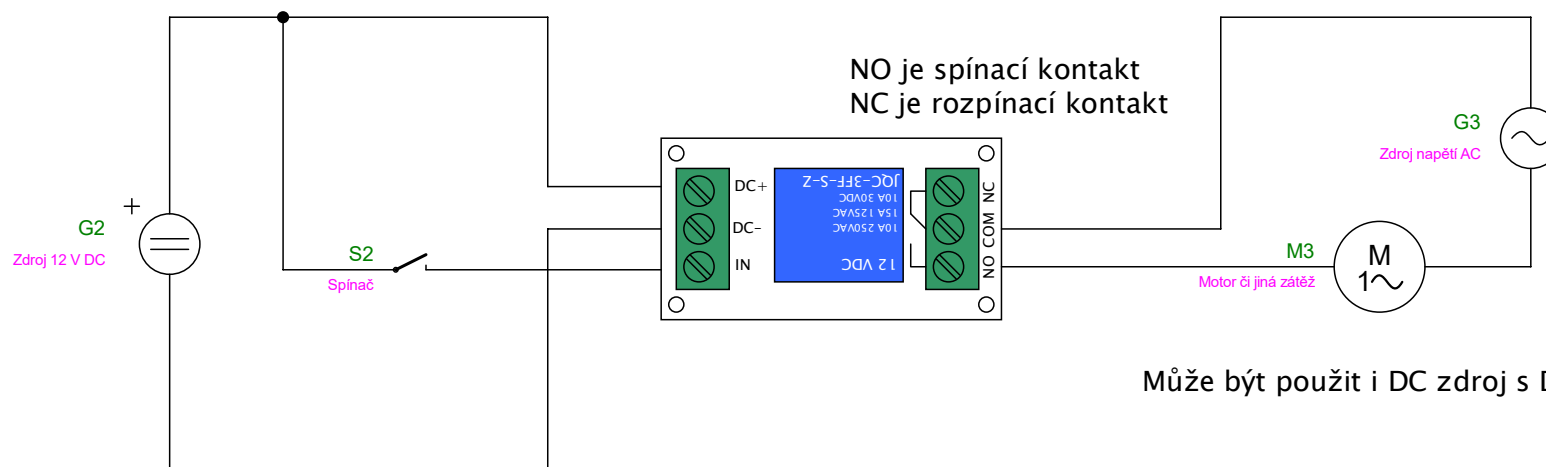 NO je spínací kontakt
NC je rozpínací kontakt
G3
Zdroj napětí AC
+
G2
Zdroj 12 V DC
S2
Spínač
DC+
DC-
IN
JQC-3FF-S-Z
10A 30VDC
15A 125VAC
10A 250VAC
12 VDC
NO COM NC
M3
Motor či jiná zátěž
M
1
Může být použit i DC zdroj s